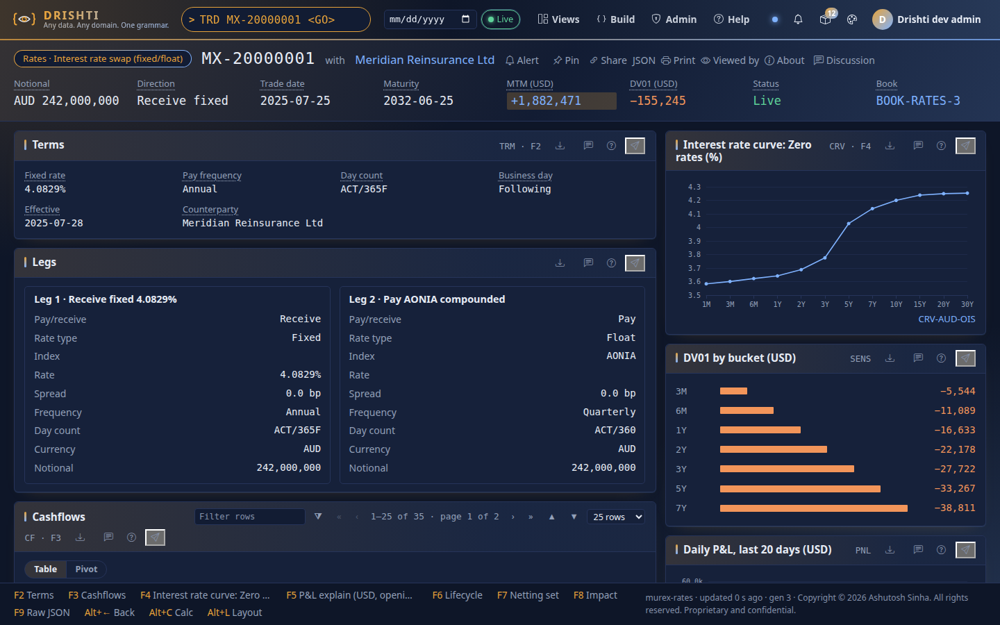 DRISHTI
Any data. Any domain. One grammar.
> TRD MX-20000001 <GO>
mm/dd/yyyy
Live
Views
Build
Admin
Help
12
D
Drishti dev admin
Rates · Interest rate swap (fixed/float)
MX-20000001 with Meridian Reinsurance Ltd
Alert
Pin
Share
JSON
Print
Viewed by
About
Discussion
Notional
AUD 242,000,000
Direction
Receive fixed
Trade date
2025-07-25
Maturity
2032-06-25
MTM (USD)
+1,882,471
DV01 (USD)
−155,245
Status
Live
Book
BOOK-RATES-3
Terms
TRM · F2
Fixed rate
4.0829%
Pay frequency
Annual
Day count
ACT/365F
Business day
Following
Effective
2025-07-28
Counterparty
Meridian Reinsurance Ltd
Legs
Leg 1 · Receive fixed 4.0829%
Pay/receive Receive
Rate type Fixed
Index
Rate 4.0829%
Spread 0.0 bp
Frequency Annual
Day count ACT/365F
Currency AUD
Notional 242,000,000
Leg 2 · Pay AONIA compounded
Pay/receive Pay
Rate type Float
Index AONIA
Rate
Spread 0.0 bp
Frequency Quarterly
Day count ACT/360
Currency AUD
Notional 242,000,000
Cashflows
Filter rows
« ‹ 1–25 of 35 · page 1 of 2 › »
25 rows
CF · F3
Table
Pivot
Interest rate curve: Zero
rates (%)
CRV · F4
4.3
4.2
4.1
4
3.9
3.8
3.7
3.6
3.5
1M 3M 6M 1Y 2Y 3Y 5Y 7Y 10Y 15Y 20Y 30Y
CRV-AUD-OIS
DV01 by bucket (USD)
SENS
3M −5,544
6M −11,089
1Y −16,633
2Y −22,178
3Y −27,722
5Y −33,267
7Y −38,811
Daily P&L, last 20 days (USD)
PNL
60.0k
F2 Terms
F3 Cashflows
F4 Interest rate curve: Zero ...
F5 P&L explain (USD, openi...
F6 Lifecycle
F7 Netting set
F8 Impact
F9 Raw JSON
Alt+← Back
Alt+C Calc
Alt+L Layout
murex-rates · updated 0 s ago · gen 3 · Copyright © 2026 Ashutosh Sinha. All rights
reserved. Proprietary and confidential.